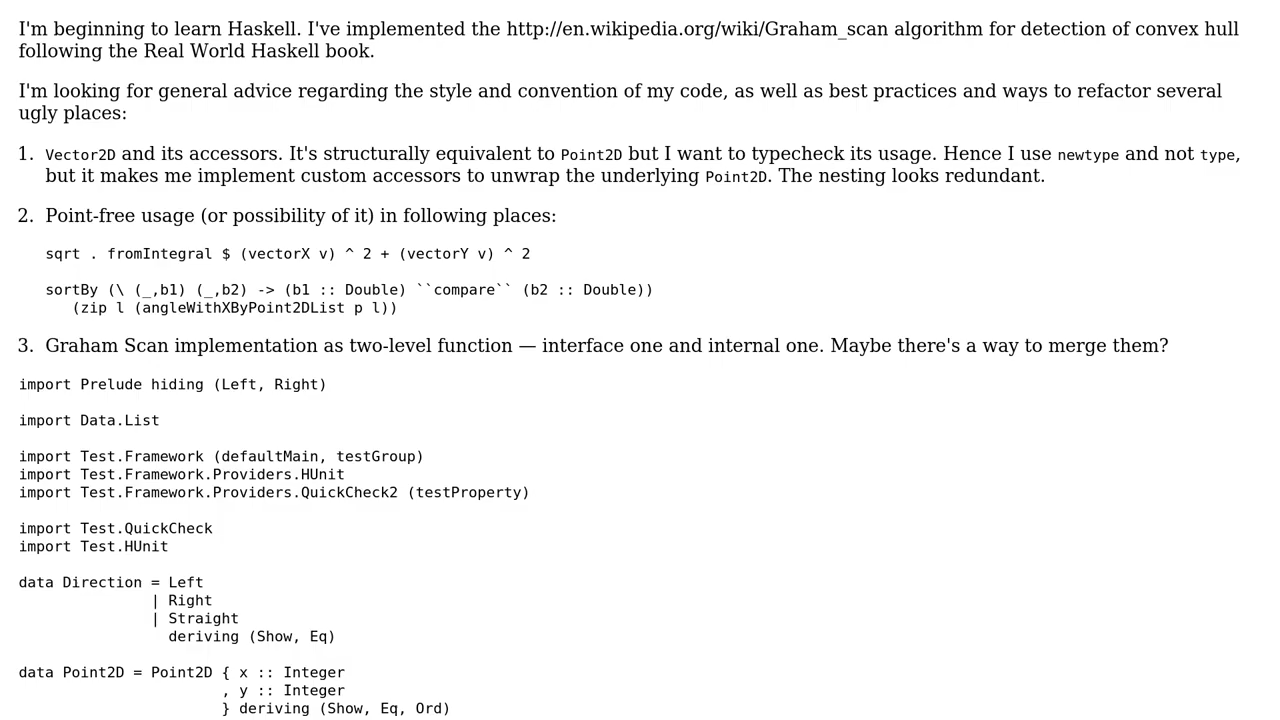 I'm beginning to learn Haskell. I've implemented the http://en.wikipedia.org/wiki/Graham_scan algorithm for detection of convex hull
following the Real World Haskell book.
I'm looking for general advice regarding the style and convention of my code, as well as best practices and ways to refactor several
ugly places:
1. Vector2D and its accessors. It's structurally equivalent to Point2D but I want to typecheck its usage. Hence I use newtype and not type,
but it makes me implement custom accessors to unwrap the underlying Point2D. The nesting looks redundant.
2. Point-free usage (or possibility of it) in following places:
sqrt . fromIntegral $ (vectorX v) ^ 2 + (vectorY v) ^ 2
sortBy (\ (_,b1) (_,b2) -> (b1 :: Double) ``compare`` (b2 :: Double))
   (zip l (angleWithXByPoint2DList p l))
3. Graham Scan implementation as two-level function — interface one and internal one. Maybe there's a way to merge them?
import Prelude hiding (Left, Right)
import Data.List
import Test.Framework (defaultMain, testGroup)
import Test.Framework.Providers.HUnit
import Test.Framework.Providers.QuickCheck2 (testProperty)
import Test.QuickCheck
import Test.HUnit
data Direction = Left
               | Right
               | Straight
                 deriving (Show, Eq)
data Point2D = Point2D { x :: Integer
                       , y :: Integer
                       } deriving (Show, Eq, Ord)